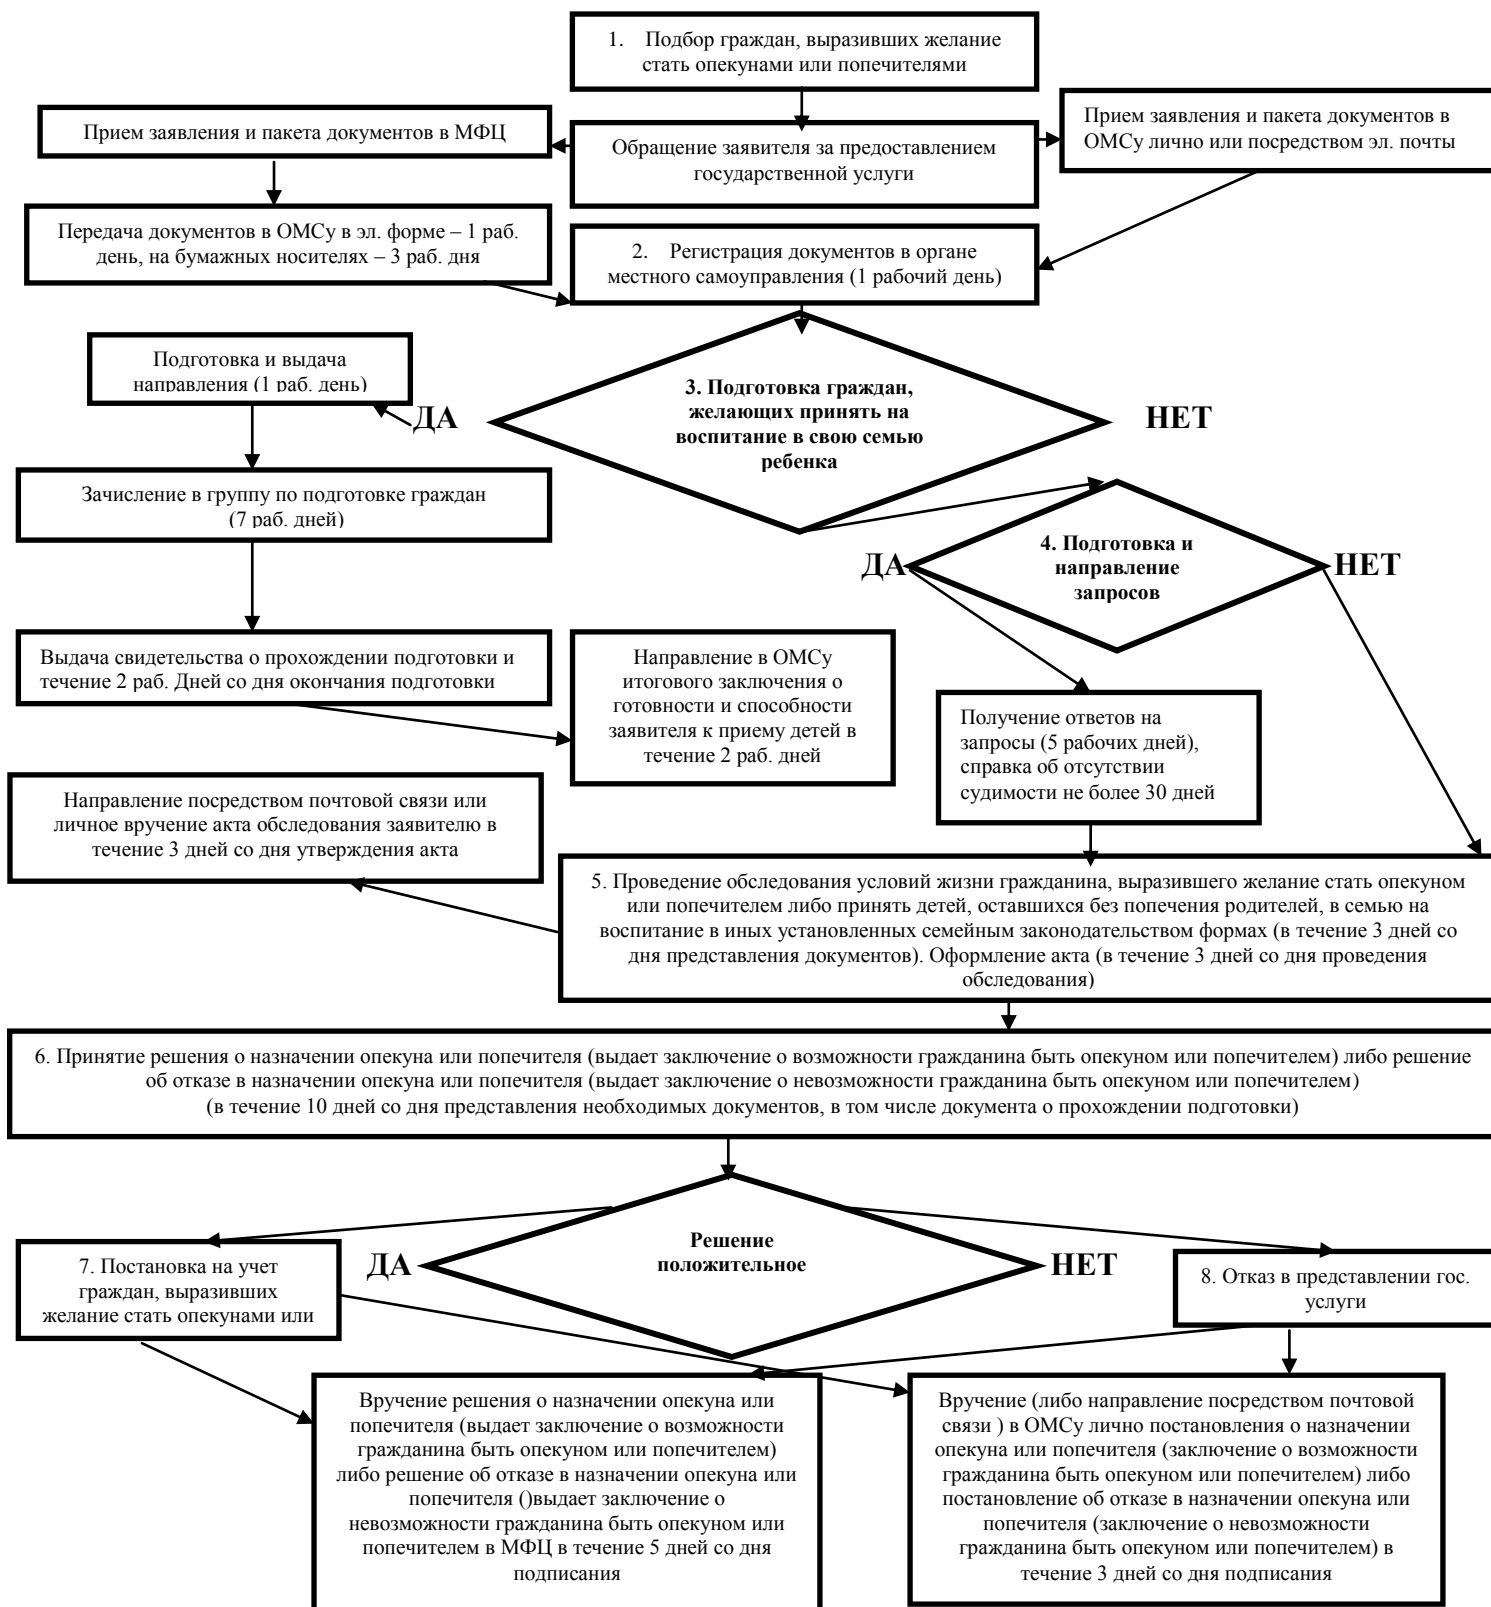 1. Подбор граждан, выразивших желание
стать опекунами или попечителями
Прием заявления и пакета документов в МФЦ
Обращение заявителя за предоставлением
государственной услуги
Прием заявления и пакета документов в
ОМСу лично или посредством эл. почты
Передача документов в ОМСу в эл. форме – 1 раб.
день, на бумажных носителях – 3 раб. дня
2. Регистрация документов в органе
местного самоуправления (1 рабочий день)
Подготовка и выдача
направления (1 раб. день)
3. Подготовка граждан,
желающих принять на
воспитание в свою семью
ребенка
ДА
НЕТ
Зачисление в группу по подготовке граждан
(7 раб. дней)
4. Подготовка и
направление
запросов
ДА
НЕТ
Выдача свидетельства о прохождении подготовки и
течение 2 раб. Дней со дня окончания подготовки
Направление в ОМСу
итогового заключения о
готовности и способности
заявителя к приему детей в
течение 2 раб. дней
Получение ответов на
запросы (5 рабочих дней),
справка об отсутствии
судимости не более 30 дней
Направление посредством почтовой связи или
личное вручение акта обследования заявителю в
течение 3 дней со дня утверждения акта
5. Проведение обследования условий жизни гражданина, выразившего желание стать опекуном
или попечителем либо принять детей, оставшихся без попечения родителей, в семью на
воспитание в иных установленных семейным законодательством формах (в течение 3 дней со
дня представления документов). Оформление акта (в течение 3 дней со дня проведения
обследования)
6. Принятие решения о назначении опекуна или попечителя (выдает заключение о возможности гражданина быть опекуном или попечителем) либо решение
об отказе в назначении опекуна или попечителя (выдает заключение о невозможности гражданина быть опекуном или попечителем)
(в течение 10 дней со дня представления необходимых документов, в том числе документа о прохождении подготовки)
Решение
положительное
ДА
НЕТ
7. Постановка на учет
граждан, выразивших
желание стать опекунами или
8. Отказ в представлении гос.
услуги
Вручение решения о назначении опекуна или
попечителя (выдает заключение о возможности
гражданина быть опекуном или попечителем)
либо решение об отказе в назначении опекуна или
попечителя ()выдает заключение о
невозможности гражданина быть опекуном или
попечителем в МФЦ в течение 5 дней со дня
подписания
Вручение (либо направление посредством почтовой
связи ) в ОМСу лично постановления о назначении
опекуна или попечителя (заключение о возможности
гражданина быть опекуном или попечителем) либо
постановление об отказе в назначении опекуна или
попечителя (заключение о невозможности
гражданина быть опекуном или попечителем) в
течение 3 дней со дня подписания